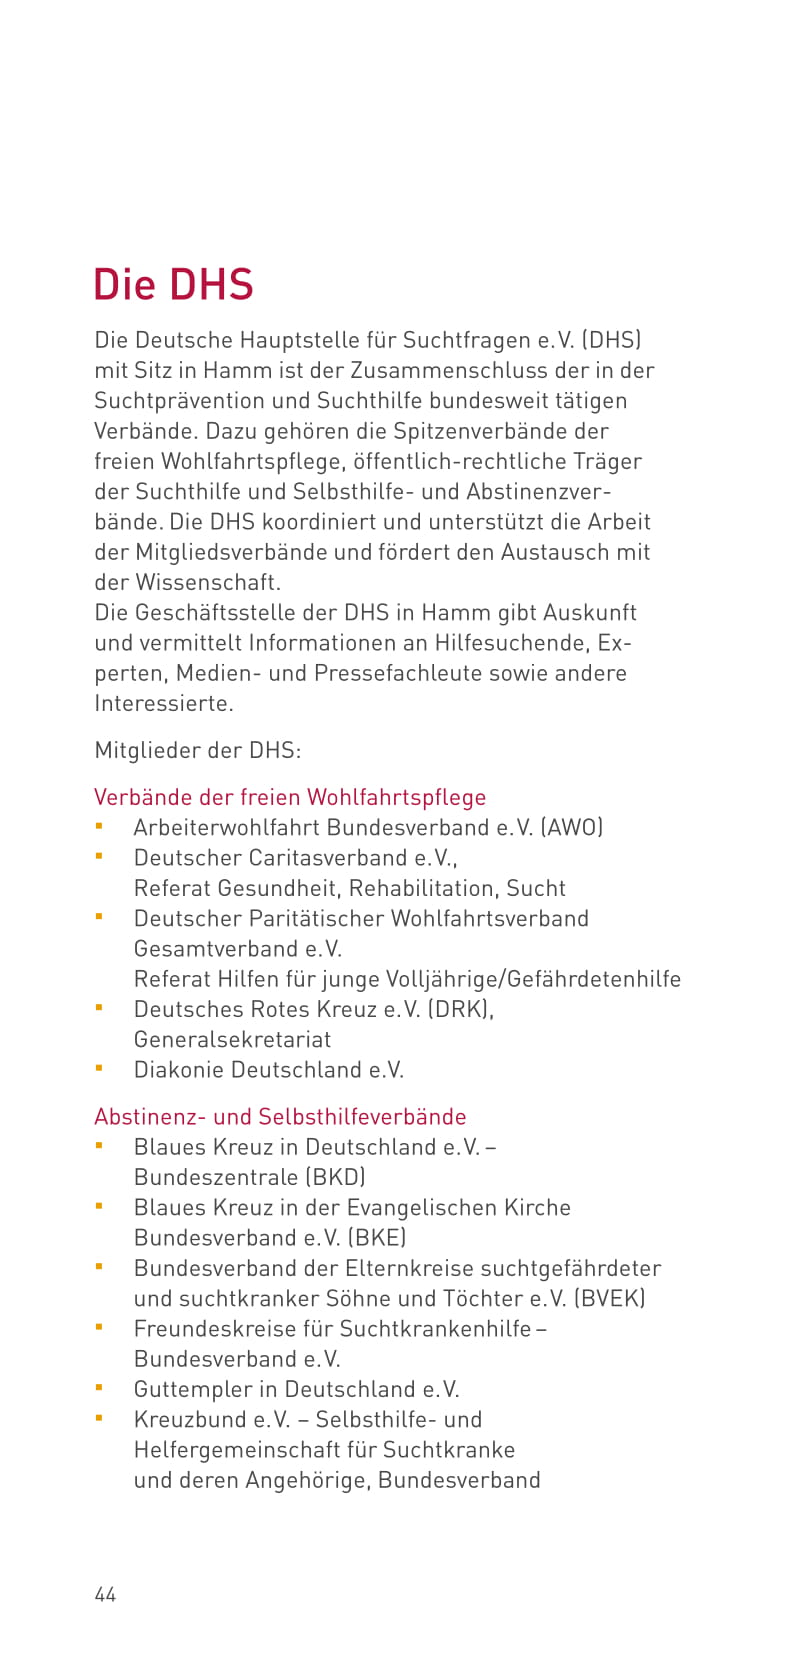 Die DHS
Die Deutsche Hauptstelle für Suchtfragen e.V. (DHS)
mit Sitz in Hamm ist der Zusammenschluss der in der
Suchtprävention und Suchthilfe bundesweit tätigen
Verbände. Dazu gehören die Spitzenverbände der
freien Wohlfahrtspflege, öffentlich-rechtliche Träger
der Suchthilfe und Selbsthilfe- und Abstinenzver-
bände. Die DHS koordiniert und unterstützt die Arbeit
der Mitgliedsverbände und fördert den Austausch mit
der Wissenschaft.
Die Geschäftsstelle der DHS in Hamm gibt Auskunft
und vermittelt Informationen an Hilfesuchende, Ex-
perten, Medien- und Pressefachleute sowie andere
Interessierte.
Mitglieder der DHS:
Verbände der freien Wohlfahrtspflege
▪ Arbeiterwohlfahrt Bundesverband e.V. (AWO)
▪ Deutscher Caritasverband e.V.,
Referat Gesundheit, Rehabilitation, Sucht
▪ Deutscher Paritätischer Wohlfahrtsverband
Gesamtverband e.V.
Referat Hilfen für junge Volljährige/Gefährdetenhilfe
▪ Deutsches Rotes Kreuz e.V. (DRK),
Generalsekretariat
▪ Diakonie Deutschland e.V.
Abstinenz- und Selbsthilfeverbände
▪ Blaues Kreuz in Deutschland e.V. –
Bundeszentrale (BKD)
▪ Blaues Kreuz in der Evangelischen Kirche
Bundesverband e.V. (BKE)
▪ Bundesverband der Elternkreise suchtgefährdeter
und suchtkranker Söhne und Töchter e.V. (BVEK)
▪ Freundeskreise für Suchtkrankenhilfe –
Bundesverband e.V.
▪ Guttempler in Deutschland e.V.
▪ Kreuzbund e.V. – Selbsthilfe- und
Helfergemeinschaft für Suchtkranke
und deren Angehörige, Bundesverband
44